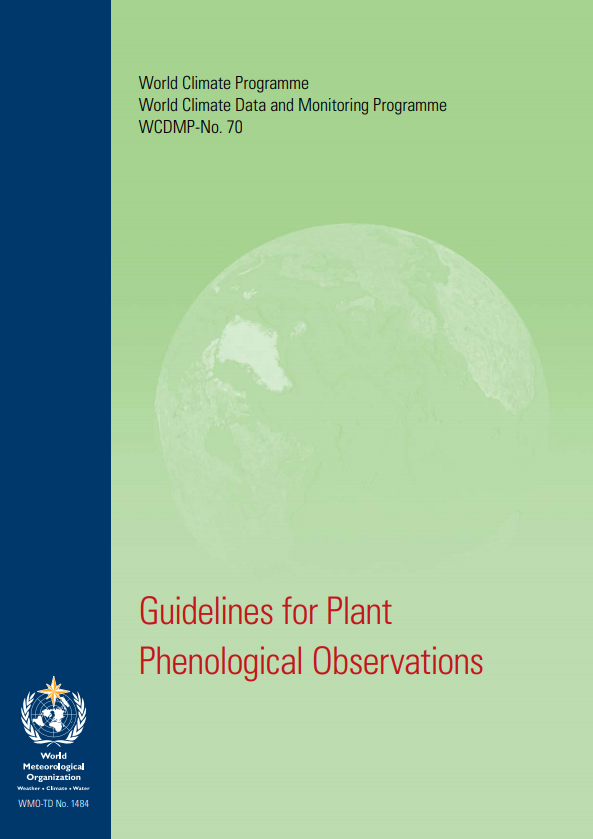 World Climate Programme
World Climate Data and Monitoring Programme
WCDMP-No. 70
Guidelines for Plant
Phenological Observations
World
Meteorological
Organization
Weather • Climate • Water
WMO-TD No. 1484